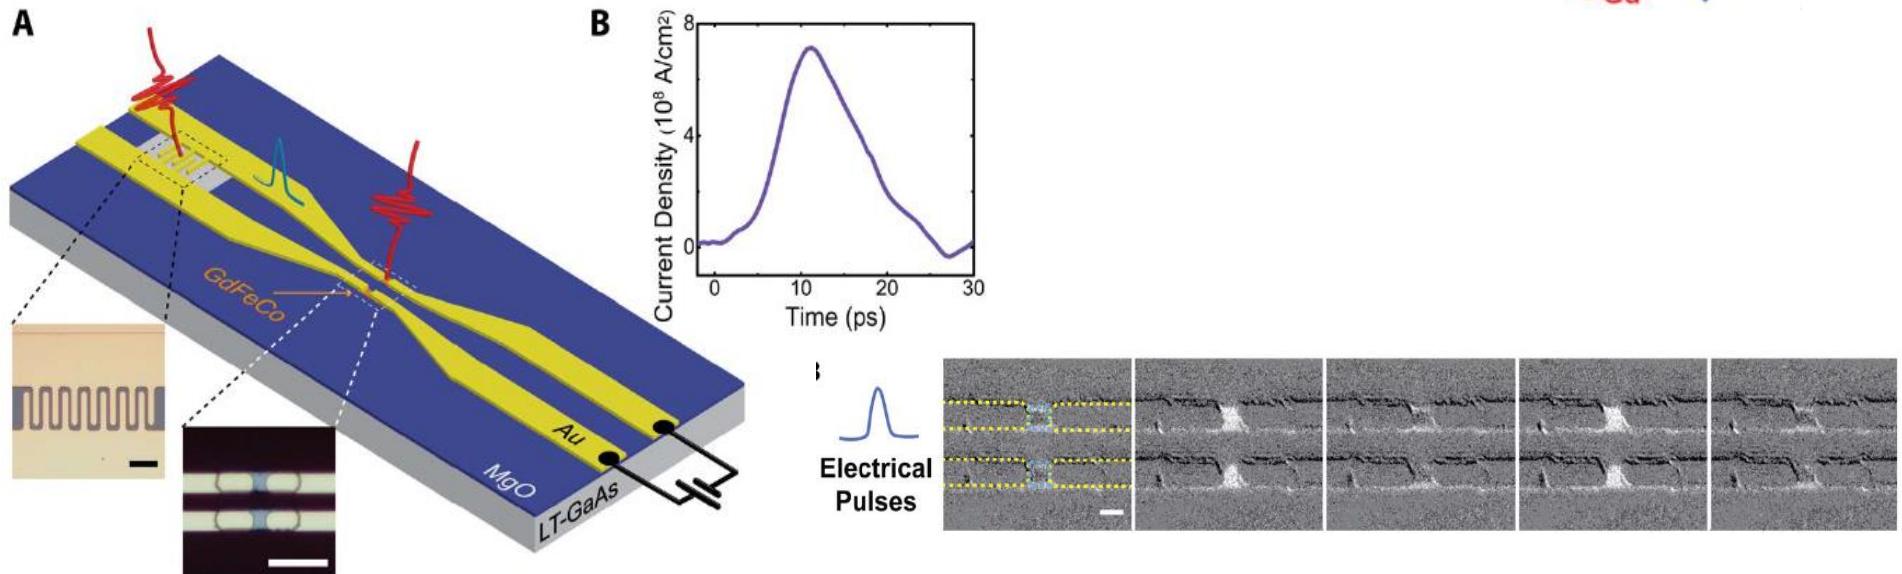 A
B
Current Density (10⁸ A/cm²)
8
4
0
0 10 20 30
Time (ps)
GdFeCo
Au
MgO
LT-GaAs
Electrical
Pulses